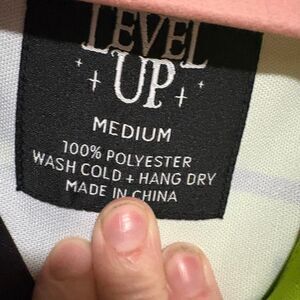 LEVEL
UP
MEDIUM
100% POLYESTER
WASH COLD + HANG DRY
MADE IN CHINA